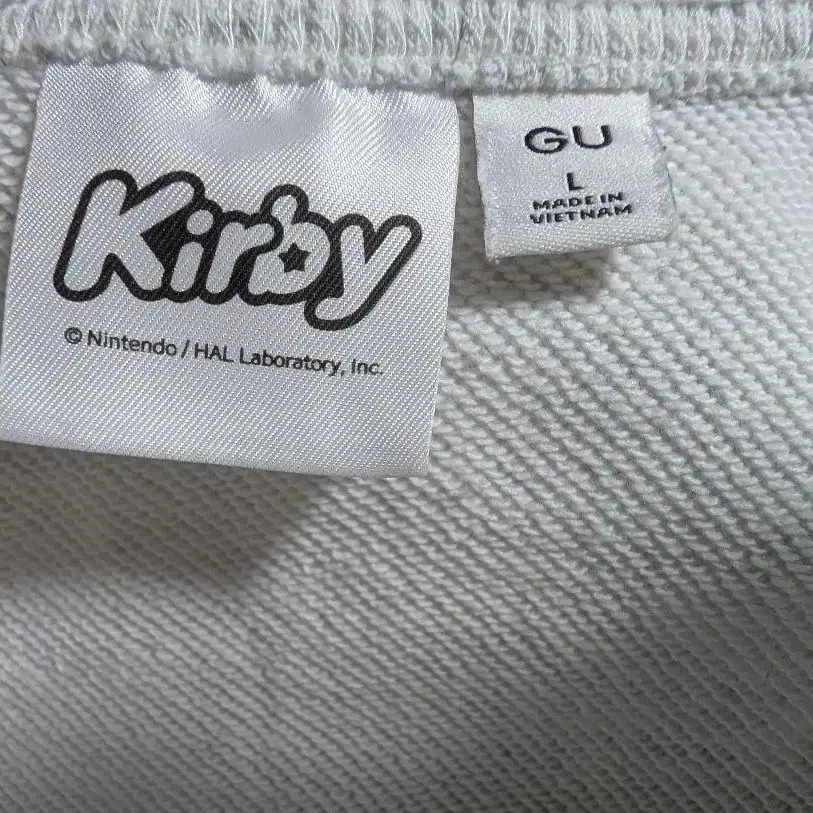 Kirby
© Nintendo / HAL Laboratory, Inc.
GU
L
MADE IN
VIETNAM